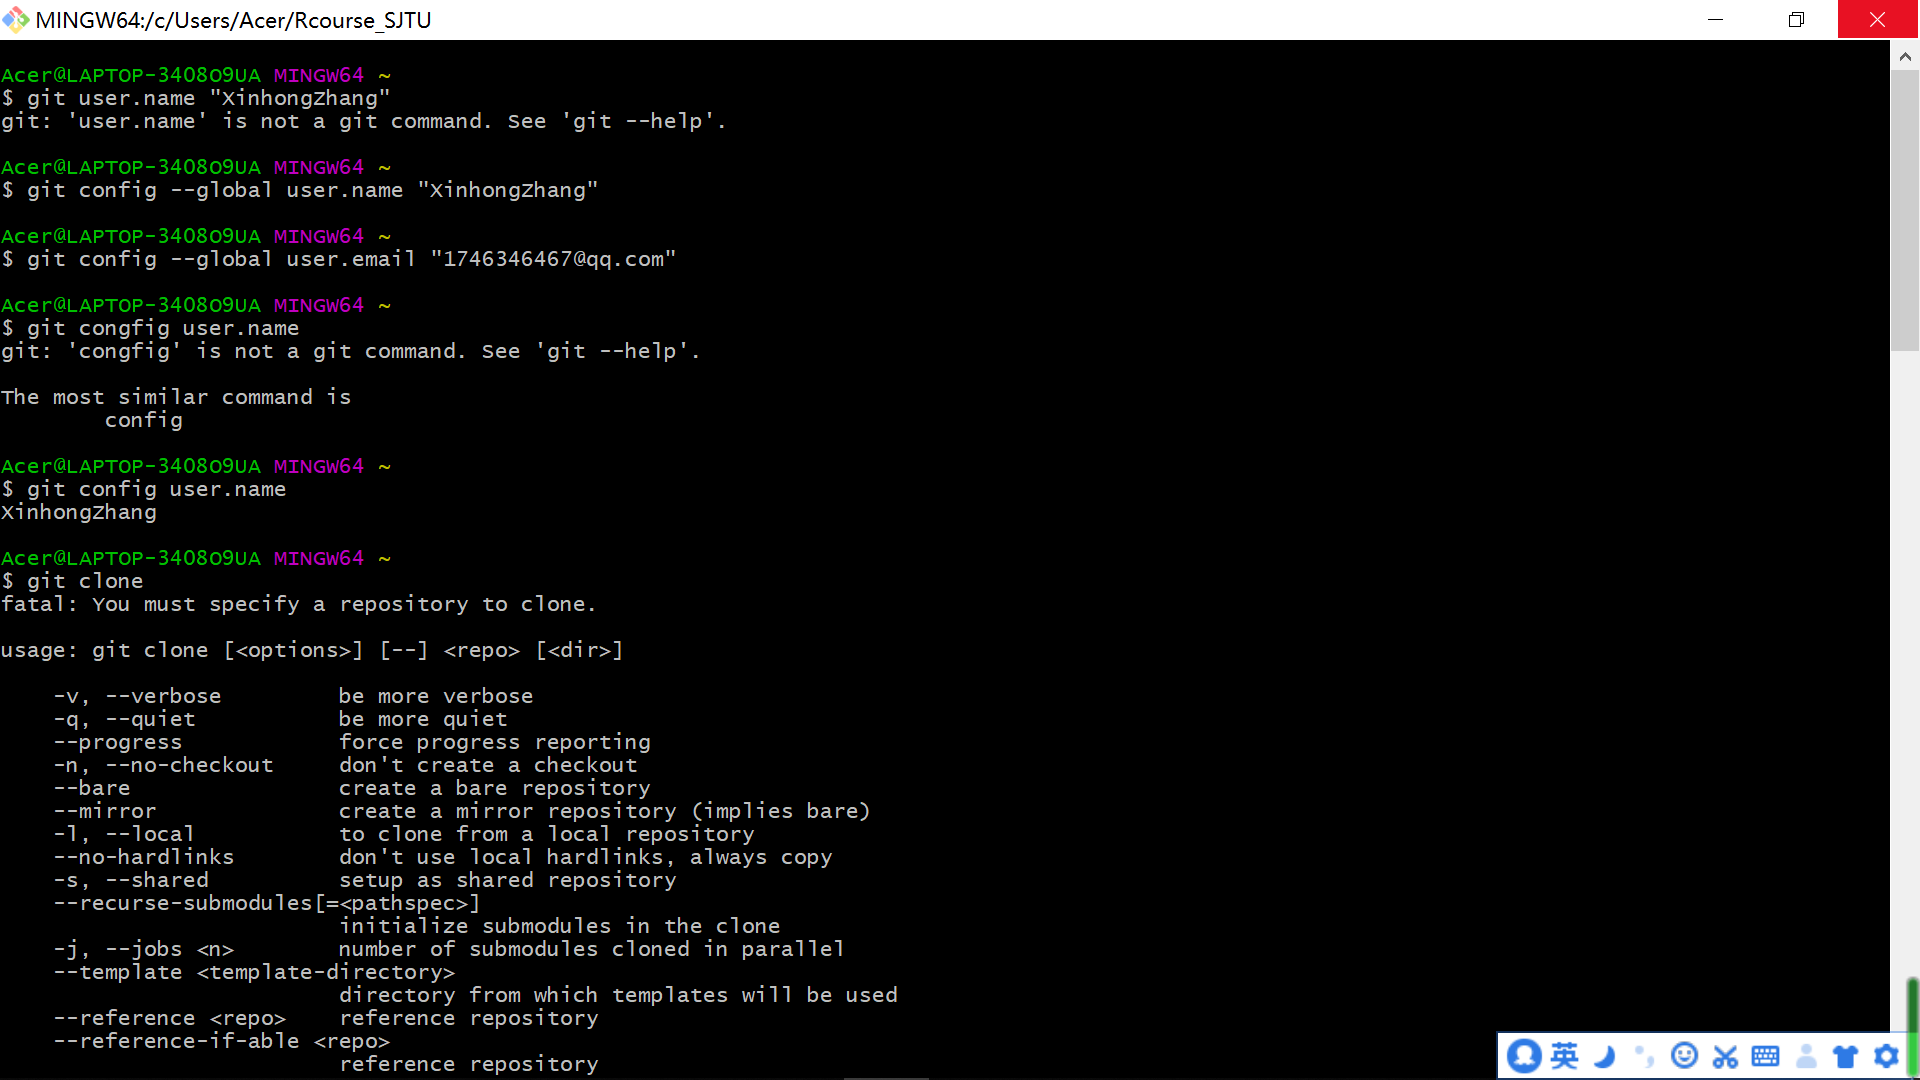 MINGW64:/c/Users/Acer/Rcourse_SJTU
Acer@LAPTOP-3408O9UA MINGW64 ~
$ git user.name "XinhongZhang"
git: 'user.name' is not a git command. See 'git --help'.
Acer@LAPTOP-3408O9UA MINGW64 ~
$ git config --global user.name "XinhongZhang"
Acer@LAPTOP-3408O9UA MINGW64 ~
$ git config --global user.email "1746346467@qq.com"
Acer@LAPTOP-3408O9UA MINGW64 ~
$ git congfig user.name
git: 'congfig' is not a git command. See 'git --help'.
The most similar command is
config
Acer@LAPTOP-3408O9UA MINGW64 ~
$ git config user.name
XinhongZhang
Acer@LAPTOP-3408O9UA MINGW64 ~
$ git clone
fatal: You must specify a repository to clone.
usage: git clone [<options>] [--] <repo> [<dir>]
-v, --verbose be more verbose
-q, --quiet be more quiet
--progress force progress reporting
-n, --no-checkout don't create a checkout
--bare create a bare repository
--mirror create a mirror repository (implies bare)
-l, --local to clone from a local repository
--no-hardlinks don't use local hardlinks, always copy
-s, --shared setup as shared repository
--recurse-submodules[=<pathspec>]
initialize submodules in the clone
-j, --jobs <n> number of submodules cloned in parallel
--template <template-directory>
directory from which templates will be used
--reference <repo> reference repository
--reference-if-able <repo>
reference repository
英